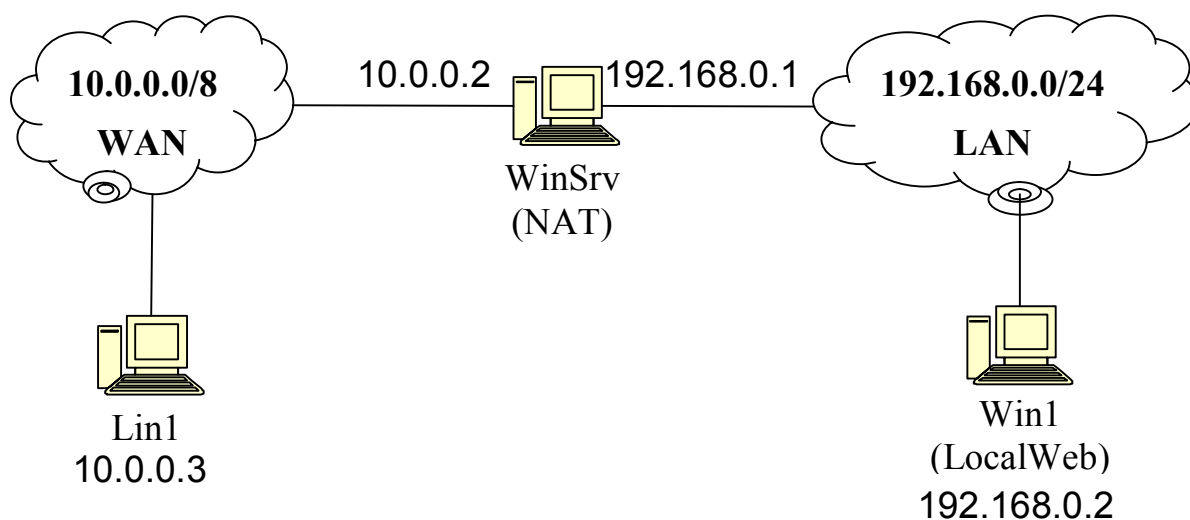 10.0.0.0/8
WAN
10.0.0.2
192.168.0.1
WinSrv
(NAT)
192.168.0.0/24
LAN
Lin1
10.0.0.3
Win1
(LocalWeb)
192.168.0.2